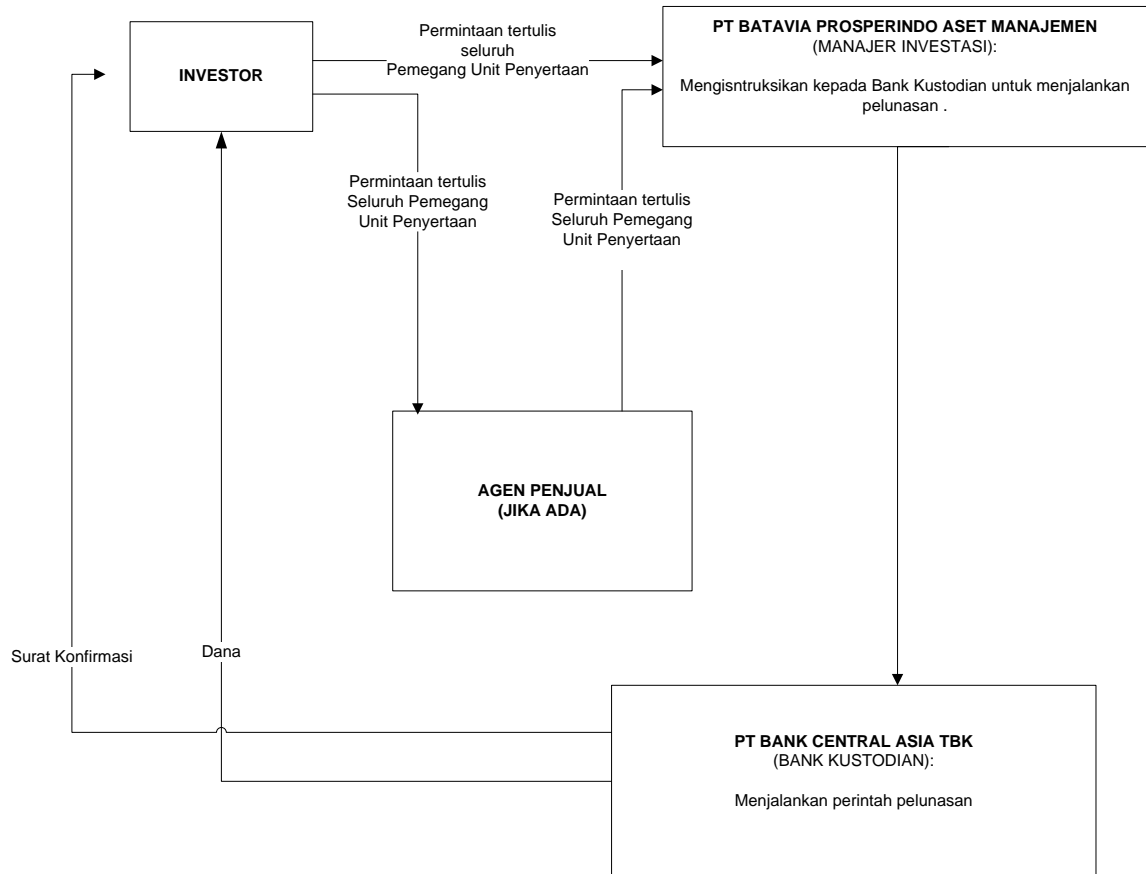 Permintaan tertulis
seluruh
Pemegang Unit Penyertaan
INVESTOR
PT BATAVIA PROSPERINDO ASET MANAJEMEN
(MANAJER INVESTASI):
Mengisntruksikan kepada Bank Kustodian untuk menjalankan
pelunasan .
Permintaan tertulis
Seluruh Pemegang
Unit Penyertaan
Permintaan tertulis
Seluruh Pemegang
Unit Penyertaan
AGEN PENJUAL
(JIKA ADA)
Surat Konfirmasi
Dana
PT BANK CENTRAL ASIA TBK
(BANK KUSTODIAN):
Menjalankan perintah pelunasan